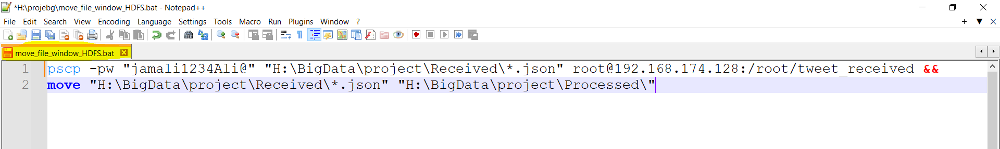 *H:\projebg\move_file_window_HDFS.bat - Notepad++
File Edit Search View Encoding Language Settings Tools Macro Run Plugins Window ?
move_file_window_HDFS.bat
1 pscp -pw "jamali1234Ali@" "H:\BigData\project\Received\*.json" root@192.168.174.128:/root/tweet_received &&
2 move "H:\BigData\project\Received\*.json" "H:\BigData\project\Processed\"